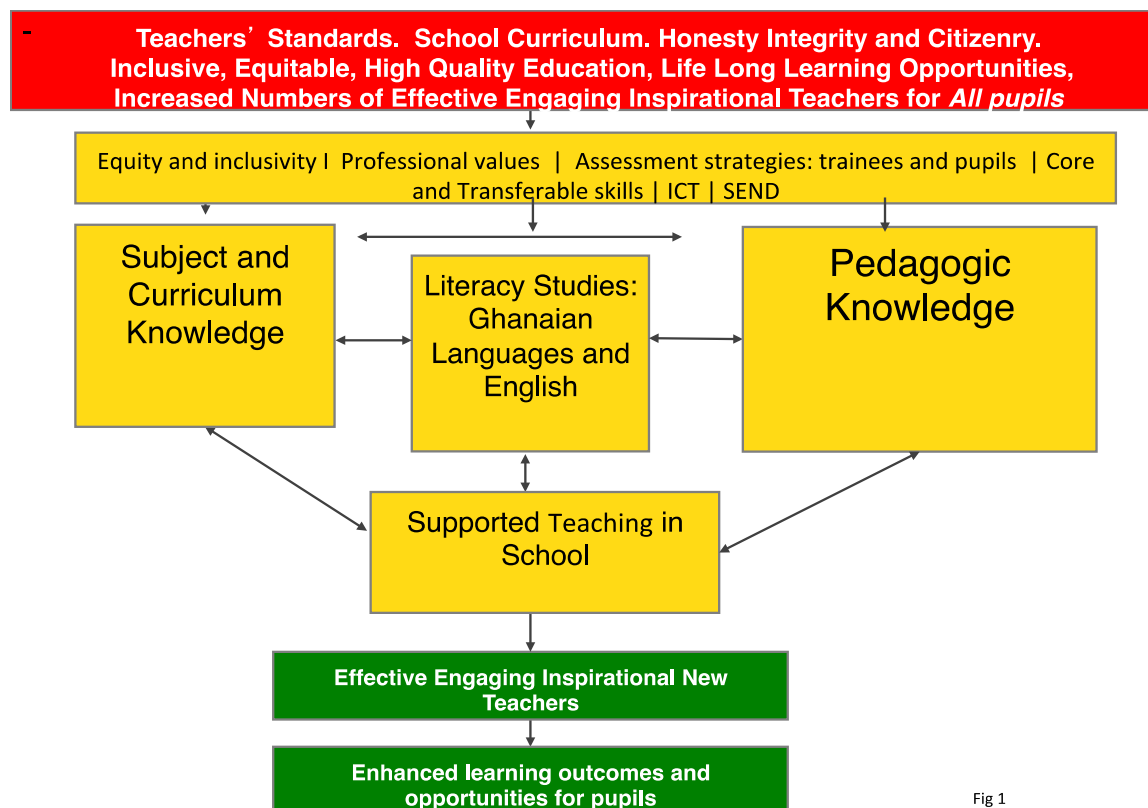 -
Teachers’ Standards. School Curriculum. Honesty Integrity and Citizenry.
Inclusive, Equitable, High Quality Education, Life Long Learning Opportunities,
Increased Numbers of Effective Engaging Inspirational Teachers for All pupils
Equity and inclusivity I Professional values | Assessment strategies: trainees and pupils | Core
and Transferable skills | ICT | SEND
Subject and
Curriculum
Knowledge
Literacy Studies:
Ghanaian
Languages and
English
Pedagogic
Knowledge
Supported Teaching in
School
Effective Engaging Inspirational New
Teachers
Enhanced learning outcomes and
opportunities for pupils
Fig 1